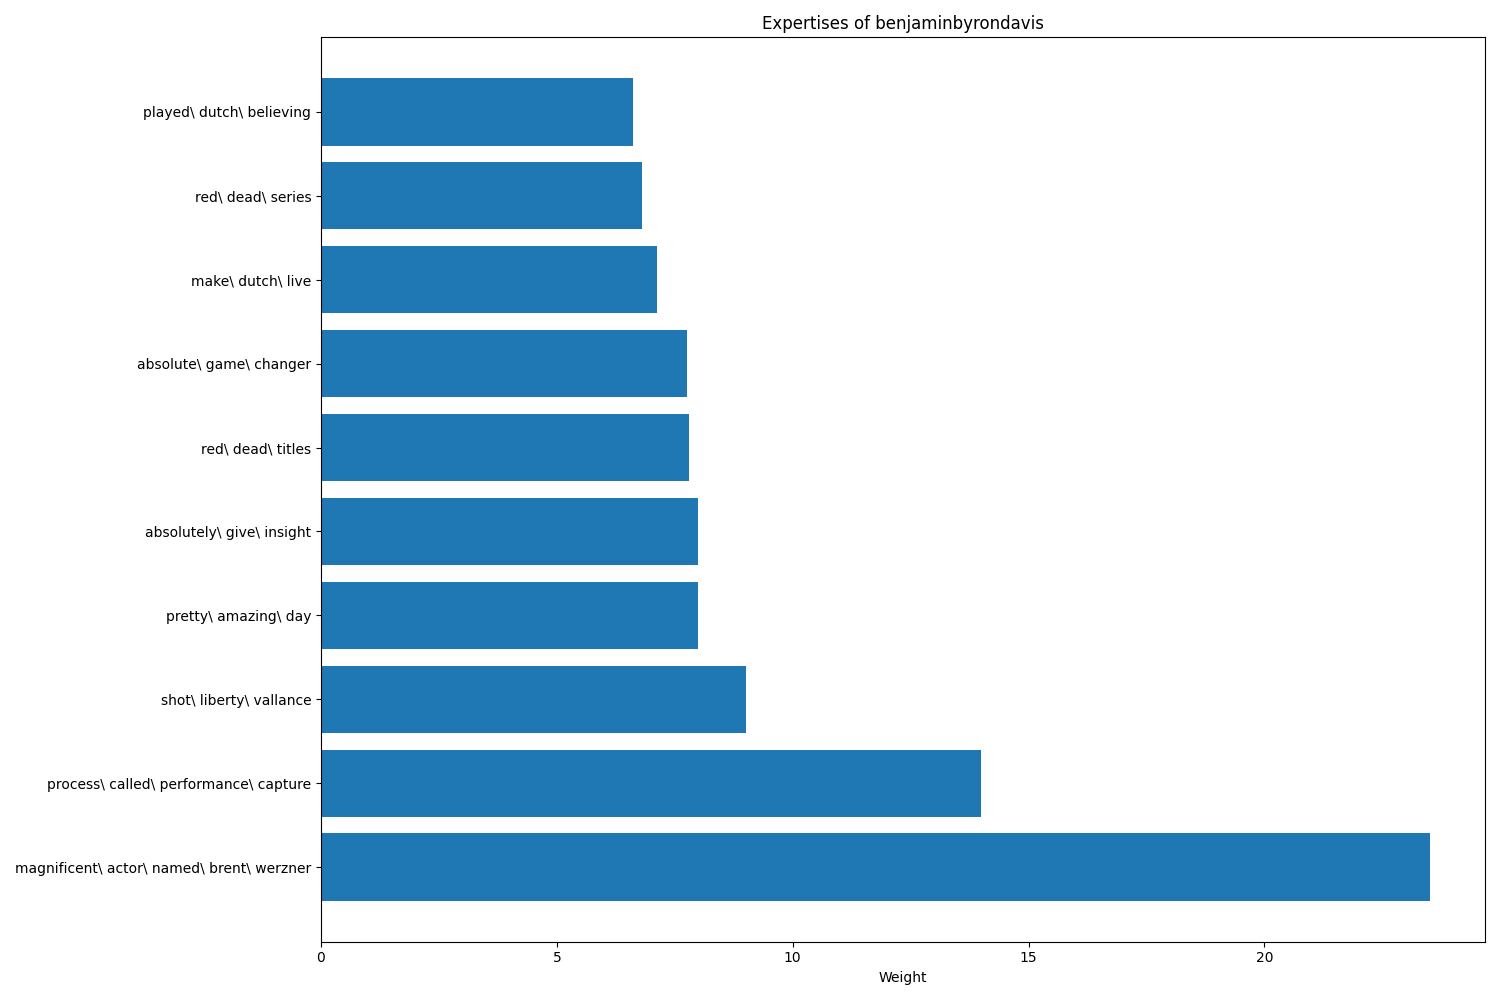 Expertises of benjaminbyrondavis
played\ dutch\ believing
red\ dead\ series
make\ dutch\ live
absolute\ game\ changer
red\ dead\ titles
absolutely\ give\ insight
pretty\ amazing\ day
shot\ liberty\ vallance
process\ called\ performance\ capture
magnificent\ actor\ named\ brent\ werzner
0 5 10 15 20
Weight